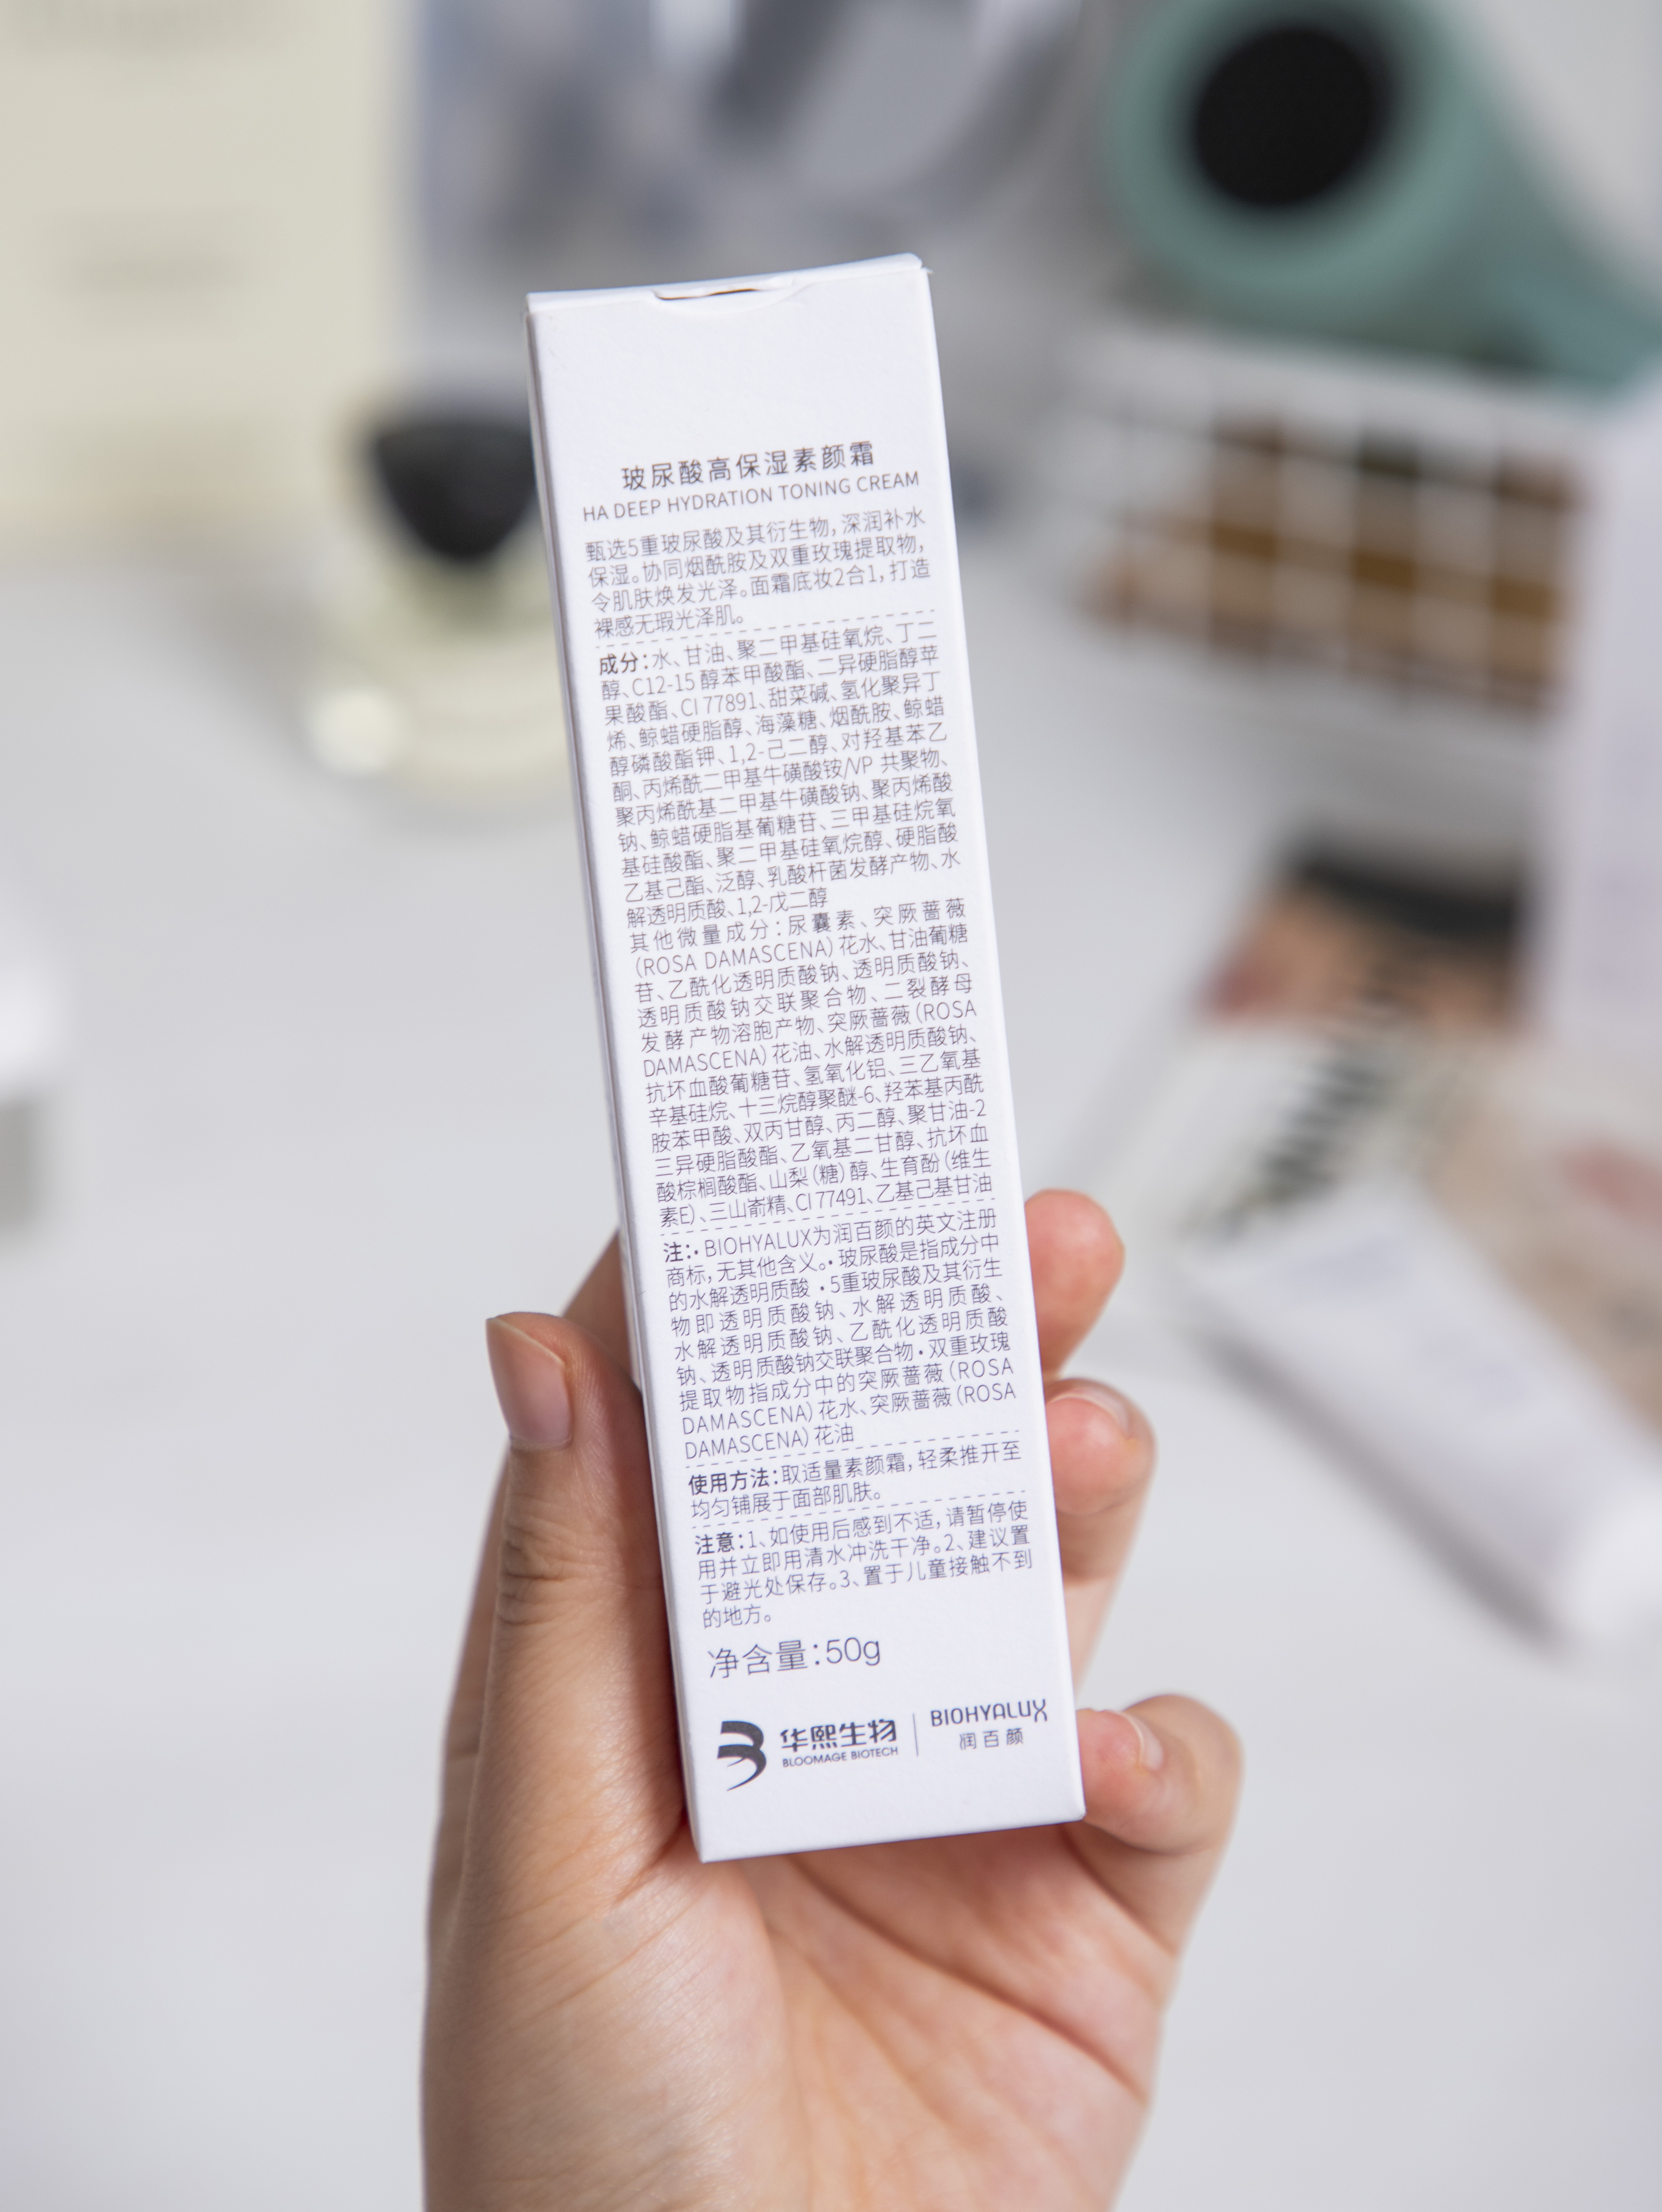 玻尿酸高保湿素颜霜
HA DEEP HYDRATION TONING CREAM
甄选5重玻尿酸及其衍生物，深润补水
保湿。协同烟酰胺及双重玫瑰提取物，
令肌肤焕发光泽。面霜底妆2合1，打造
裸感无瑕光泽肌。
成分：水、甘油、聚二甲基硅氧烷、丁二
醇、C12-15 醇苯甲酸酯、二异硬脂醇苹
果酸酯、CI 77891、甜菜碱、氢化聚异丁
烯、鲸蜡硬脂醇、海藻糖、烟酰胺、鲸蜡
醇磷酸酯钾、1,2-己二醇、对羟基苯乙
酮、丙烯酰二甲基牛磺酸铵/VP 共聚物、
聚丙烯酰基二甲基牛磺酸钠、聚丙烯酸
钠、鲸蜡硬脂基葡糖苷、三甲基硅烷氧
基硅酸酯、聚二甲基硅氧烷醇、硬脂酸
乙基己酯、泛醇、乳酸杆菌发酵产物、水
解透明质酸、1,2-戊二醇
其他微量成分：尿囊素、突厥蔷薇
（ROSA DAMASCENA）花水、甘油葡糖
苷、乙酰化透明质酸钠、透明质酸钠、
透明质酸钠交联聚合物、二裂酵母
发酵产物溶胞产物、突厥蔷薇（ROSA
DAMASCENA）花油、水解透明质酸钠、
抗坏血酸葡糖苷、氢氧化铝、三乙氧基
辛基硅烷、十三烷醇聚醚-6、羟苯基丙酰
胺苯甲酸、双丙甘醇、丙二醇、聚甘油-2
三异硬脂酸酯、乙氧基二甘醇、抗坏血
酸棕榈酸酯、山梨（糖）醇、生育酚（维生
素E）、三山嵛精、CI 77491、乙基己基甘油
注：· BIOHYALUX为润百颜的英文注册
商标，无其他含义。· 玻尿酸是指成分中
的水解透明质酸 · 5重玻尿酸及其衍生
物即透明质酸钠、水解透明质酸、
水解透明质酸钠、乙酰化透明质酸
钠、透明质酸钠交联聚合物 · 双重玫瑰
提取物指成分中的突厥蔷薇（ROSA
DAMASCENA）花水、突厥蔷薇（ROSA
DAMASCENA）花油
使用方法：取适量素颜霜，轻柔推开至
均匀铺展于面部肌肤。
注意：1、如使用后感到不适，请暂停使
用并立即用清水冲洗干净。2、建议置
于避光处保存。3、置于儿童接触不到
的地方。
净含量：50g
华熙生物
BLOOMAGE BIOTECH
BIOHYALUX
润百颜